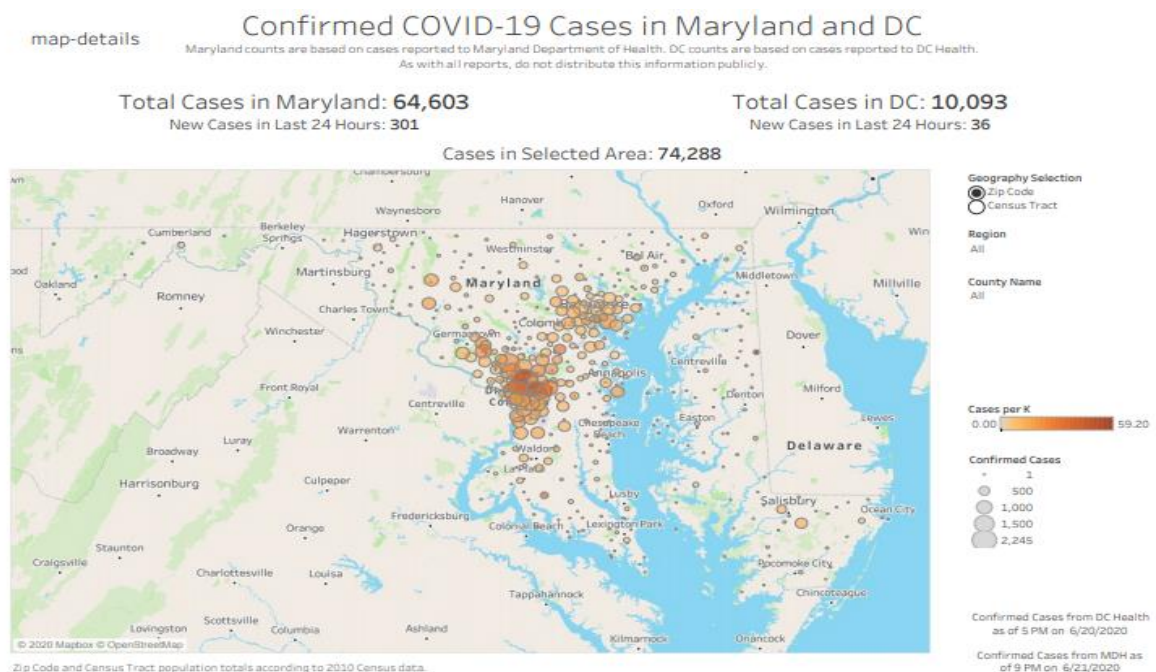 map-details
Confirmed COVID-19 Cases in Maryland and DC
Maryland counts are based on cases reported to Maryland Department of Health. DC counts are based on cases reported to DC Health.
As with all reports, do not distribute this information publicly.
Total Cases in Maryland: 64,603
New Cases in Last 24 Hours: 301
Total Cases in DC: 10,093
New Cases in Last 24 Hours: 36
Cases in Selected Area: 74,288
Chambersburg
Waynesboro
Hanover
Oxford
Wilmington
Cumberland
Berkeley
Springs
Hagerstown
Westminster
Bel Air
Win
Oakland
Romney
Martinsburg
Maryland
Middletown
Millville
Charles Town
Winchester
Germantown
Dover
Centreville
Annapolis
Front Royal
Centreville
Denton
Milford
Warrenton
Chesapeake
Beach
Easton
Lewes
Luray
Broadway
Waldorf
Delaware
Harrisonburg
Culpeper
La Plata
Lusby
Salisbury
Ocean City
Fredericksburg
Colonial Beach
Lexington Park
Orange
Staunton
Craigsville
Charlottesville
Louisa
Pocomoke City
Tappahannock
Chincoteague
Lovingston
Scottsville
Columbia
Ashland
Kilmarnock
Onancock
© 2020 Mapbox © OpenStreetMap
Zip Code and Census Tract population totals according to 2010 Census data.
Geography Selection
Zip Code
Census Tract
Region
All
County Name
All
Cases per K
0.00 59.20
Confirmed Cases
1
500
1,000
1,500
2,245
Confirmed Cases from DC Health
as of 5 PM on 6/20/2020
Confirmed Cases from MDH as
of 9 PM on 6/21/2020